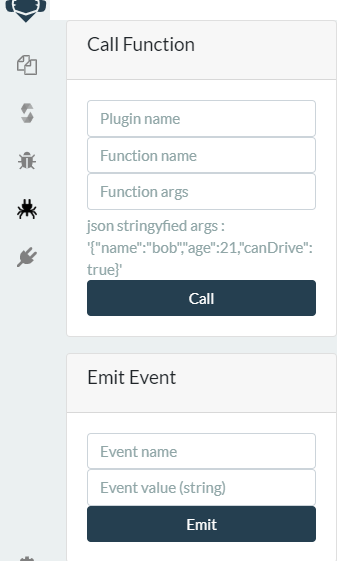 Call Function
Plugin name
Function name
Function args
json stringyfied args :
'{"name":"bob","age":21,"canDrive":
true}'
Call
Emit Event
Event name
Event value (string)
Emit